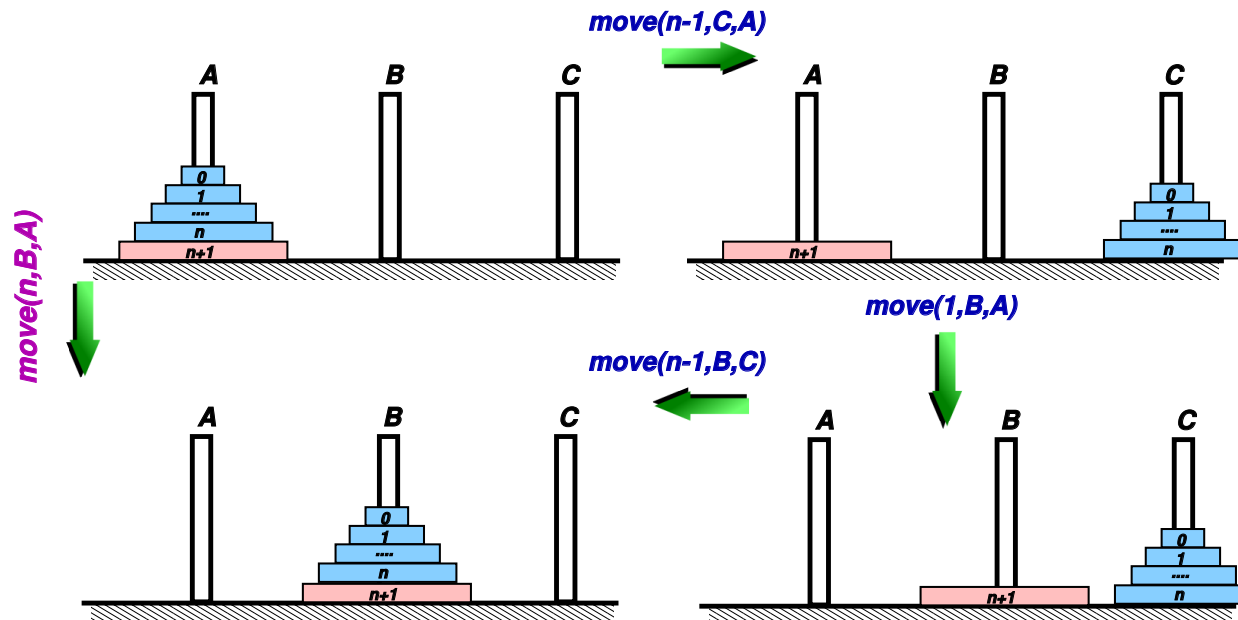 move(n-1,C,A)
A B C
0
1
....
n
n+1
A B C
0
1
....
n
n+1
move(n,B,A)
move(1,B,A)
move(n-1,B,C)
A B C
0
1
....
n
n+1
A B C
0
1
....
n
n+1